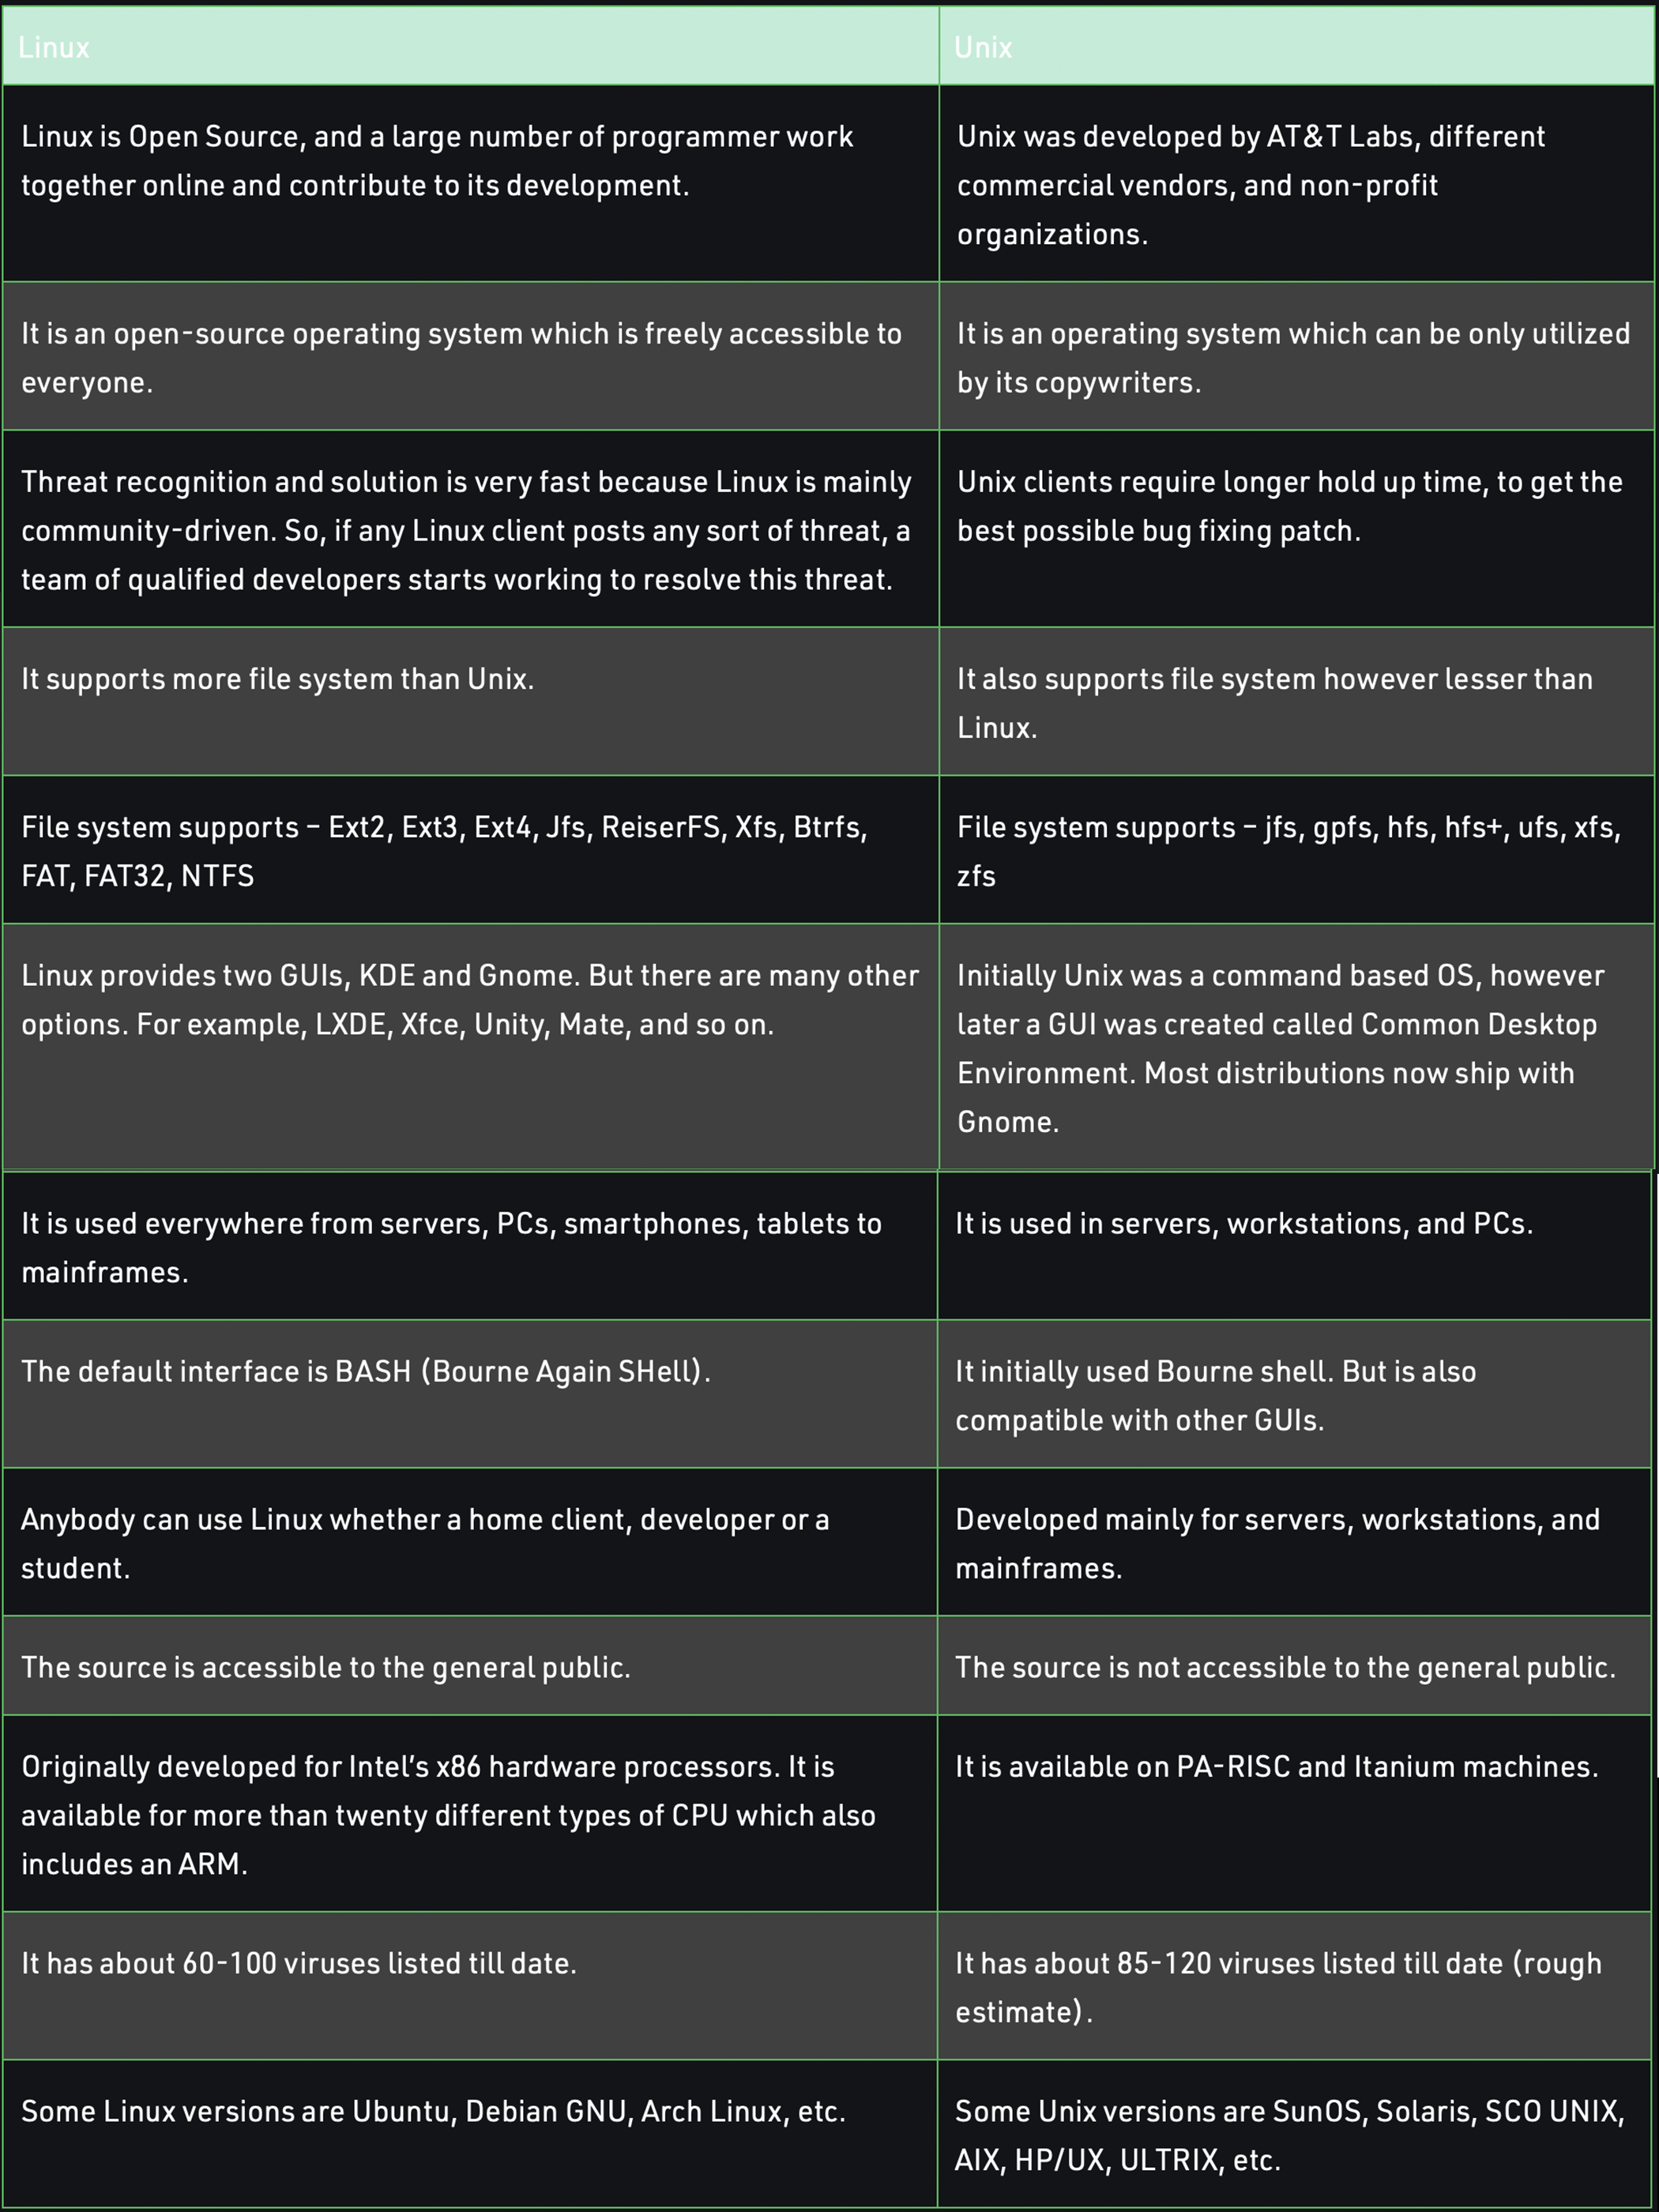 Linux
Unix
Linux is Open Source, and a large number of programmer work
together online and contribute to its development.
Unix was developed by AT&T Labs, different
commercial vendors, and non-profit
organizations.
It is an open-source operating system which is freely accessible to
everyone.
It is an operating system which can be only utilized
by its copywriters.
Threat recognition and solution is very fast because Linux is mainly
community-driven. So, if any Linux client posts any sort of threat, a
team of qualified developers starts working to resolve this threat.
Unix clients require longer hold up time, to get the
best possible bug fixing patch.
It supports more file system than Unix.
It also supports file system however lesser than
Linux.
File system supports – Ext2, Ext3, Ext4, Jfs, ReiserFS, Xfs, Btrfs,
FAT, FAT32, NTFS
File system supports – jfs, gpfs, hfs, hfs+, ufs, xfs,
zfs
Linux provides two GUIs, KDE and Gnome. But there are many other
options. For example, LXDE, Xfce, Unity, Mate, and so on.
Initially Unix was a command based OS, however
later a GUI was created called Common Desktop
Environment. Most distributions now ship with
Gnome.
It is used everywhere from servers, PCs, smartphones, tablets to
mainframes.
It is used in servers, workstations, and PCs.
The default interface is BASH (Bourne Again SHell).
It initially used Bourne shell. But is also
compatible with other GUIs.
Anybody can use Linux whether a home client, developer or a
student.
Developed mainly for servers, workstations, and
mainframes.
The source is accessible to the general public.
The source is not accessible to the general public.
Originally developed for Intel’s x86 hardware processors. It is
available for more than twenty different types of CPU which also
includes an ARM.
It is available on PA-RISC and Itanium machines.
It has about 60-100 viruses listed till date.
It has about 85-120 viruses listed till date (rough
estimate).
Some Linux versions are Ubuntu, Debian GNU, Arch Linux, etc.
Some Unix versions are SunOS, Solaris, SCO UNIX,
AIX, HP/UX, ULTRIX, etc.